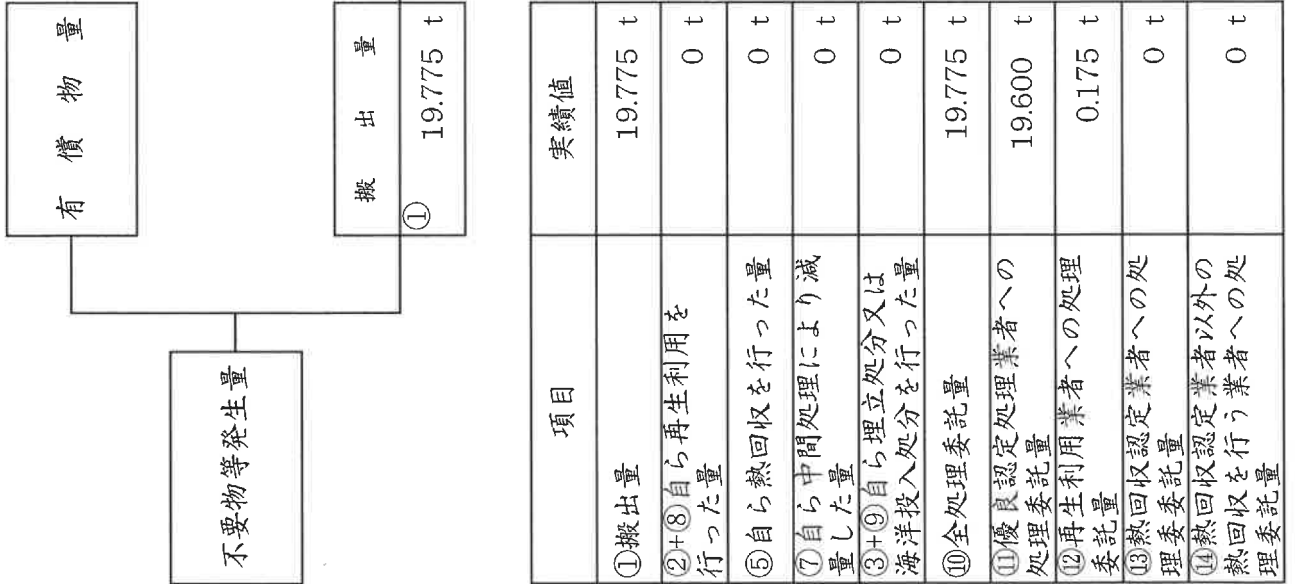 有償物量
不要物等発生量
搬出量
① 19.775 t
項目 実績値
①搬出量 19.775 t
②+⑧自ら再生利用を
行った量 0 t
⑤自ら熱回収を行った量 0 t
⑦自ら中間処理により減
量した量 0 t
③+⑨自ら埋立処分又は
海洋投入処分を行った量 0 t
⑩全処理委託量 19.775 t
⑪優良認定処理業者への
処理委託量 19.600 t
⑫再生利用業者への処理
委託量 0.175 t
⑬熱回収認定業者への処
理委委託量 0 t
⑭熱回収認定業者以外の
熱回収を行う業者への処
理委託量 0 t